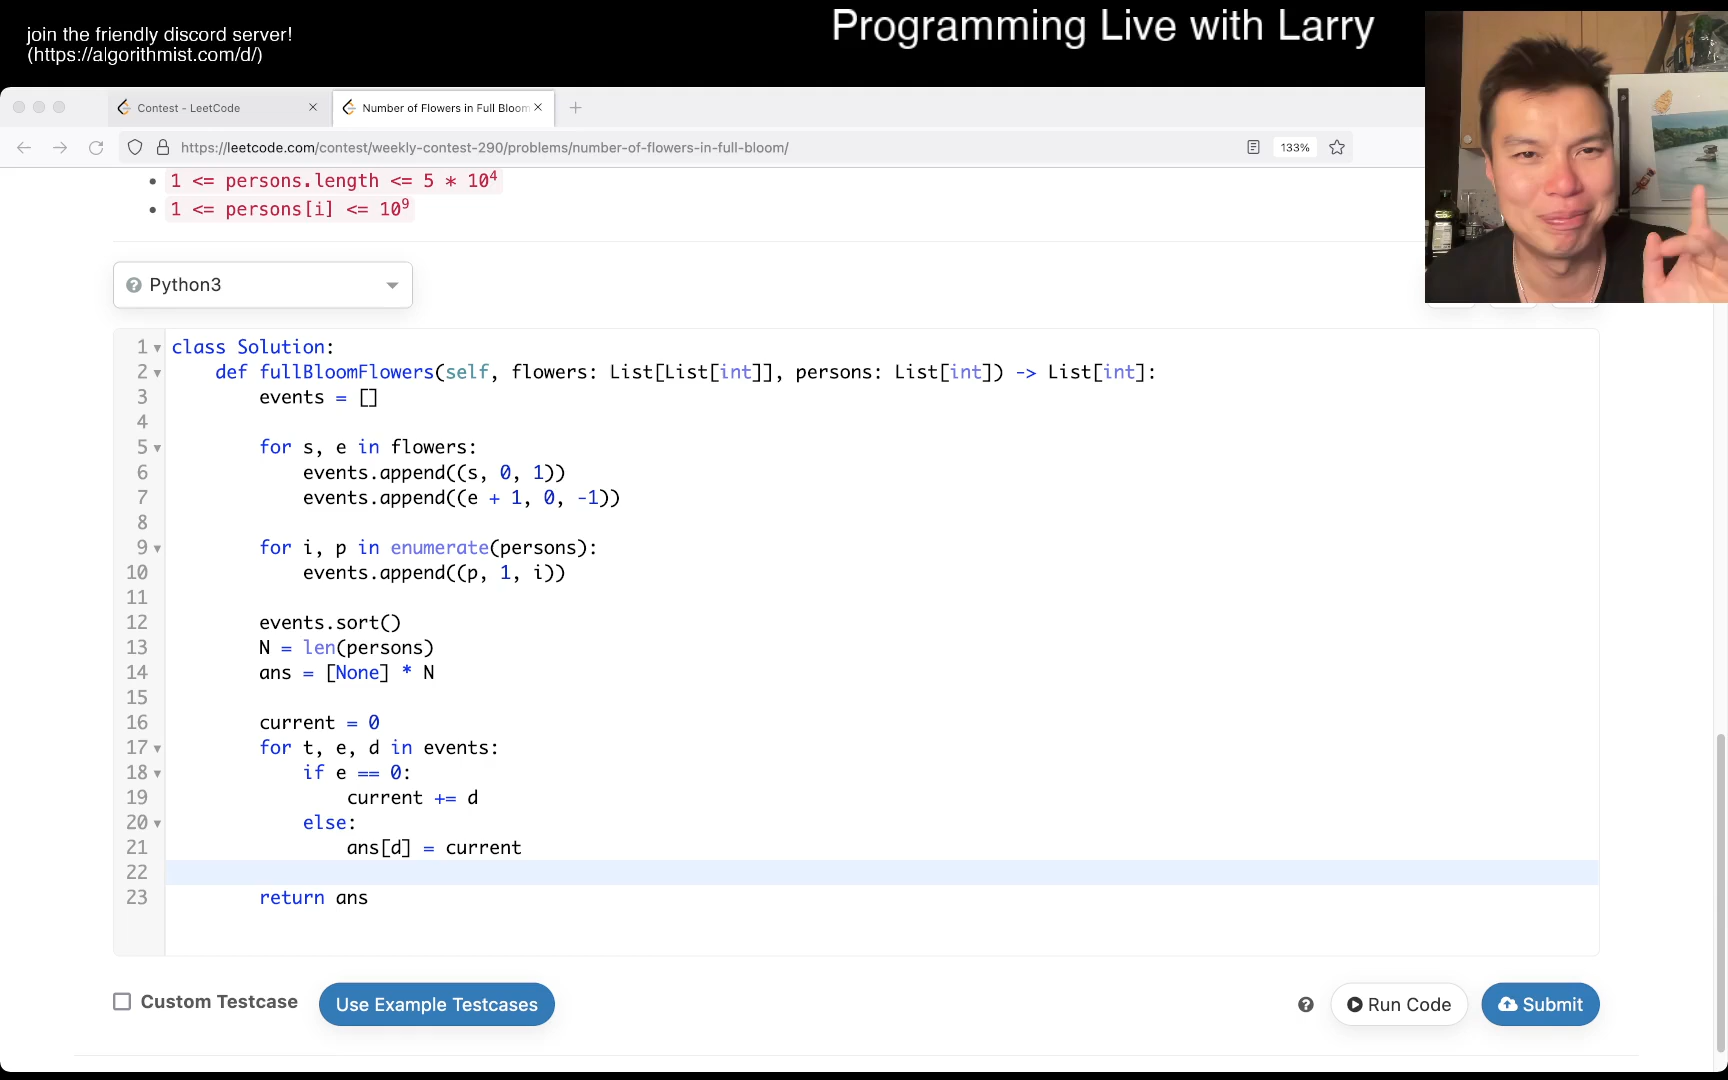 join the friendly discord server!
(https://algorithmist.com/d/)
Programming Live with Larry
Contest - LeetCode
Number of Flowers in Full Bloom
https://leetcode.com/contest/weekly-contest-290/problems/number-of-flowers-in-full-bloom/
133%
• 1 <= persons.length <= 5 * 10⁴
• 1 <= persons[i] <= 10⁹
Python3
1 class Solution:
2     def fullBloomFlowers(self, flowers: List[List[int]], persons: List[int]) -> List[int]:
3         events = []
4
5         for s, e in flowers:
6             events.append((s, 0, 1))
7             events.append((e + 1, 0, -1))
8
9         for i, p in enumerate(persons):
10             events.append((p, 1, i))
11
12         events.sort()
13         N = len(persons)
14         ans = [None] * N
15
16         current = 0
17         for t, e, d in events:
18             if e == 0:
19                 current += d
20             else:
21                 ans[d] = current
22
23         return ans
Custom Testcase
Use Example Testcases
Run Code
Submit